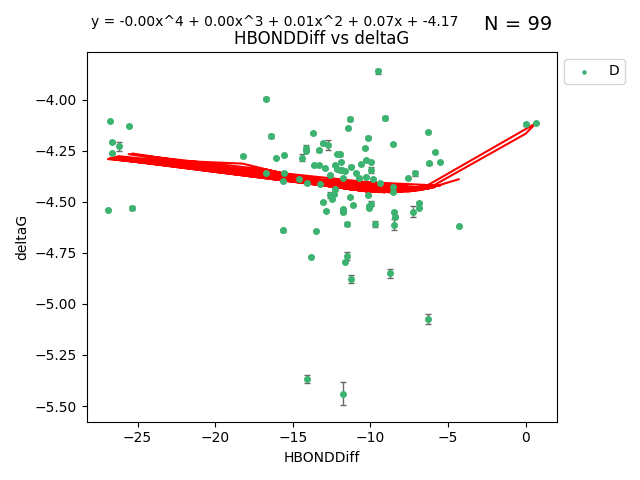 y = -0.00x^4 + 0.00x^3 + 0.01x^2 + 0.07x + -4.17
N = 99
HBONDDiff vs deltaG
D
−4.00
−4.25
−4.50
−4.75
−5.00
−5.25
−5.50
deltaG
−25
−20
−15
−10
−5
0
HBONDDiff